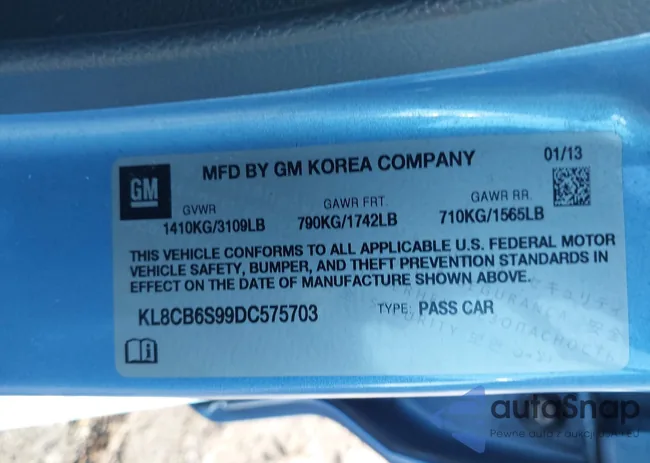 MFD BY GM KOREA COMPANY
01/13
GM
GVWR
1410KG/3109LB
GAWR FRT.
790KG/1742LB
GAWR RR.
710KG/1565LB
THIS VEHICLE CONFORMS TO ALL APPLICABLE U.S. FEDERAL MOTOR
VEHICLE SAFETY, BUMPER, AND THEFT PREVENTION STANDARDS IN
EFFECT ON THE DATE OF MANUFACTURE SHOWN ABOVE.
KL8CB6S99DC575703
TYPE: PASS CAR
autoSnap